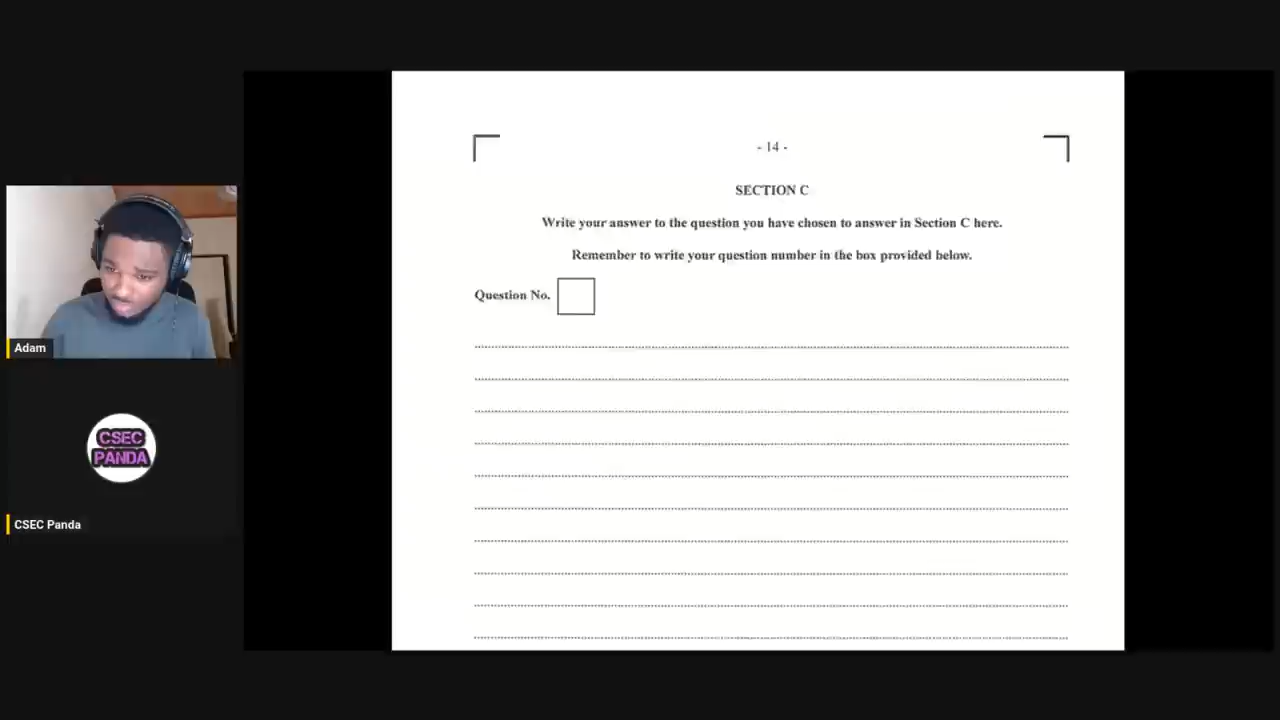 - 14 -
SECTION C
Write your answer to the question you have chosen to answer in Section C here.
Remember to write your question number in the box provided below.
Question No.
Adam
CSEC
PANDA
CSEC Panda